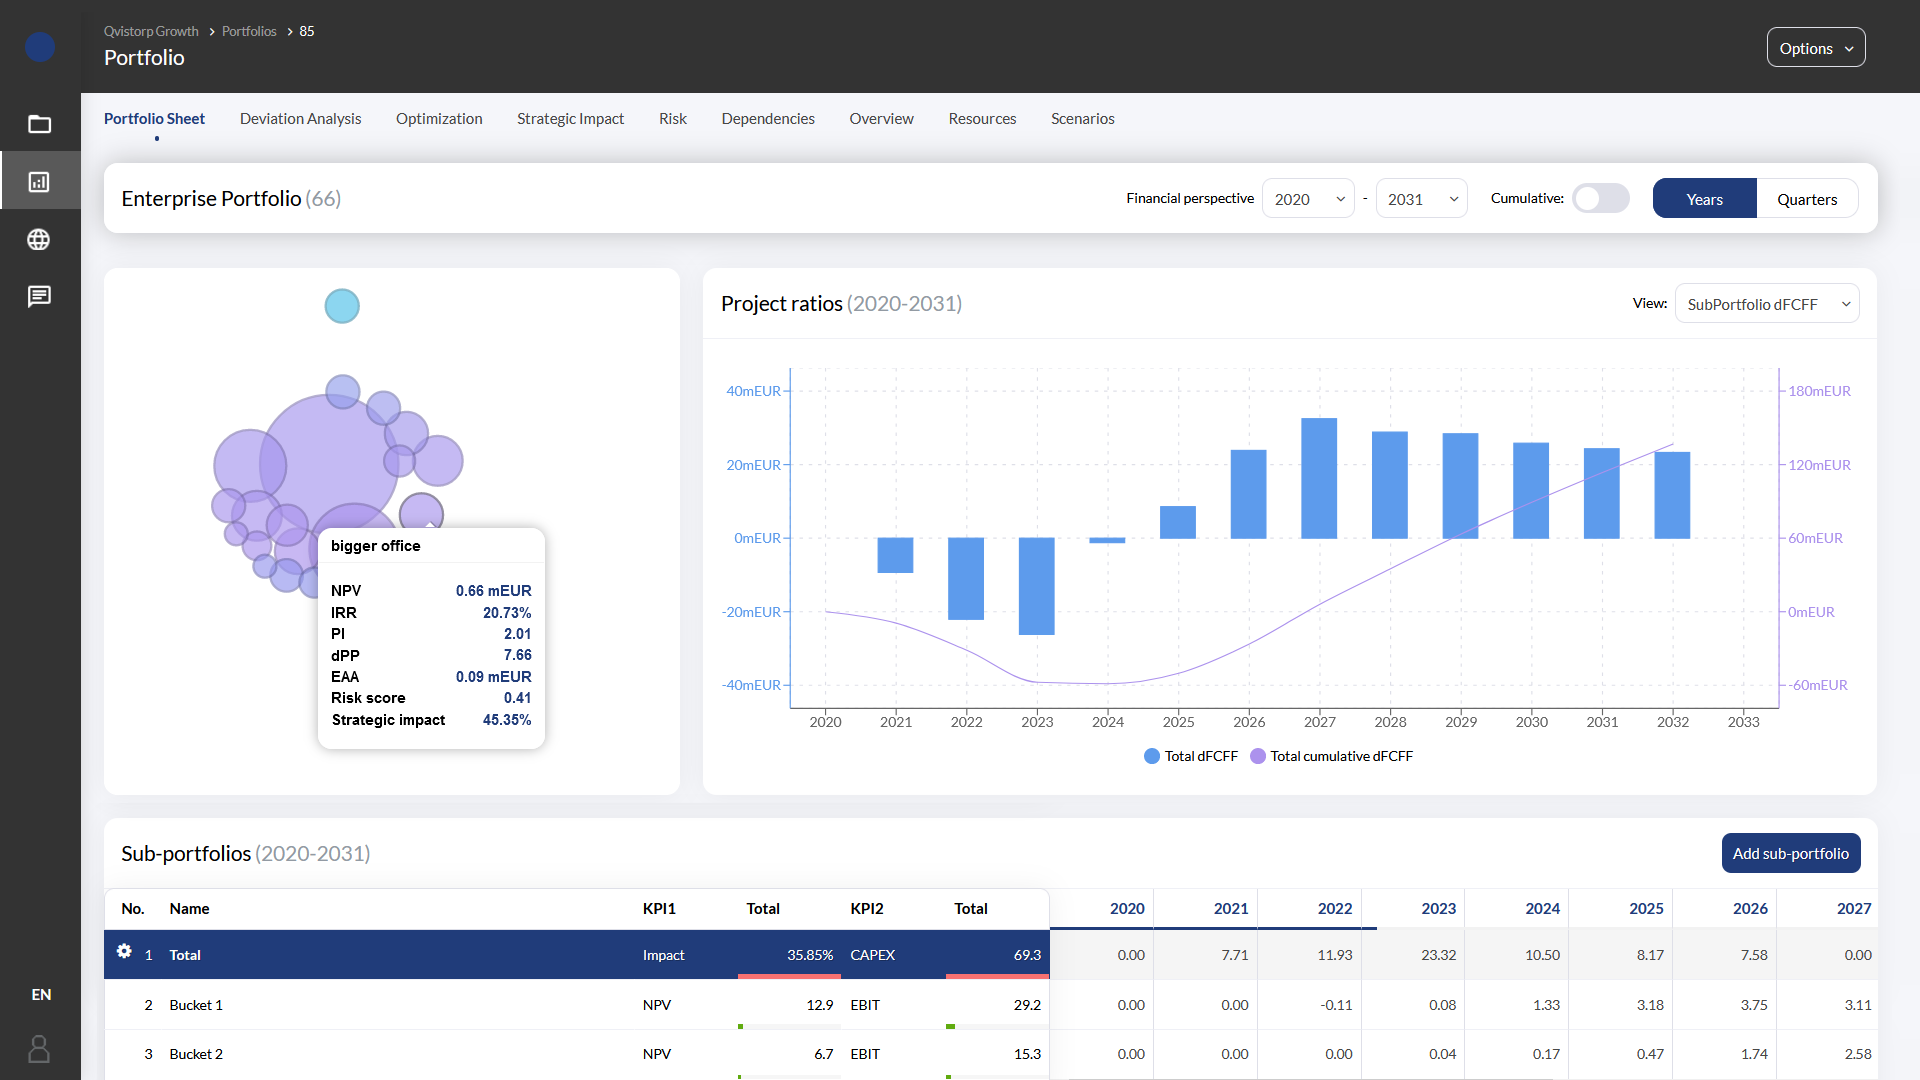 Qvistorp Growth > Portfolios > 85
Portfolio
Options
Portfolio Sheet Deviation Analysis Optimization Strategic Impact Risk Dependencies Overview Resources Scenarios
Enterprise Portfolio (66)
Financial perspective 2020 - 2031 Cumulative: Years Quarters
Project ratios (2020-2031)
View: SubPortfolio dFCFF
40mEUR 180mEUR
20mEUR 120mEUR
0mEUR 60mEUR
-20mEUR 0mEUR
-40mEUR -60mEUR
2020 2021 2022 2023 2024 2025 2026 2027 2028 2029 2030 2031 2032 2033
Total dFCFF Total cumulative dFCFF
bigger office
NPV 0.66 mEUR
IRR 20.73%
PI 2.01
dPP 7.66
EAA 0.09 mEUR
Risk score 0.41
Strategic impact 45.35%
Sub-portfolios (2020-2031)
Add sub-portfolio
No. Name KPI1 Total KPI2 Total 2020 2021 2022 2023 2024 2025 2026 2027
1 Total Impact 35.85% CAPEX 69.3 0.00 7.71 11.93 23.32 10.50 8.17 7.58 0.00
2 Bucket 1 NPV 12.9 EBIT 29.2 0.00 0.00 -0.11 0.08 1.33 3.18 3.75 3.11
3 Bucket 2 NPV 6.7 EBIT 15.3 0.00 0.00 0.00 0.04 0.17 0.47 1.74 2.58
EN